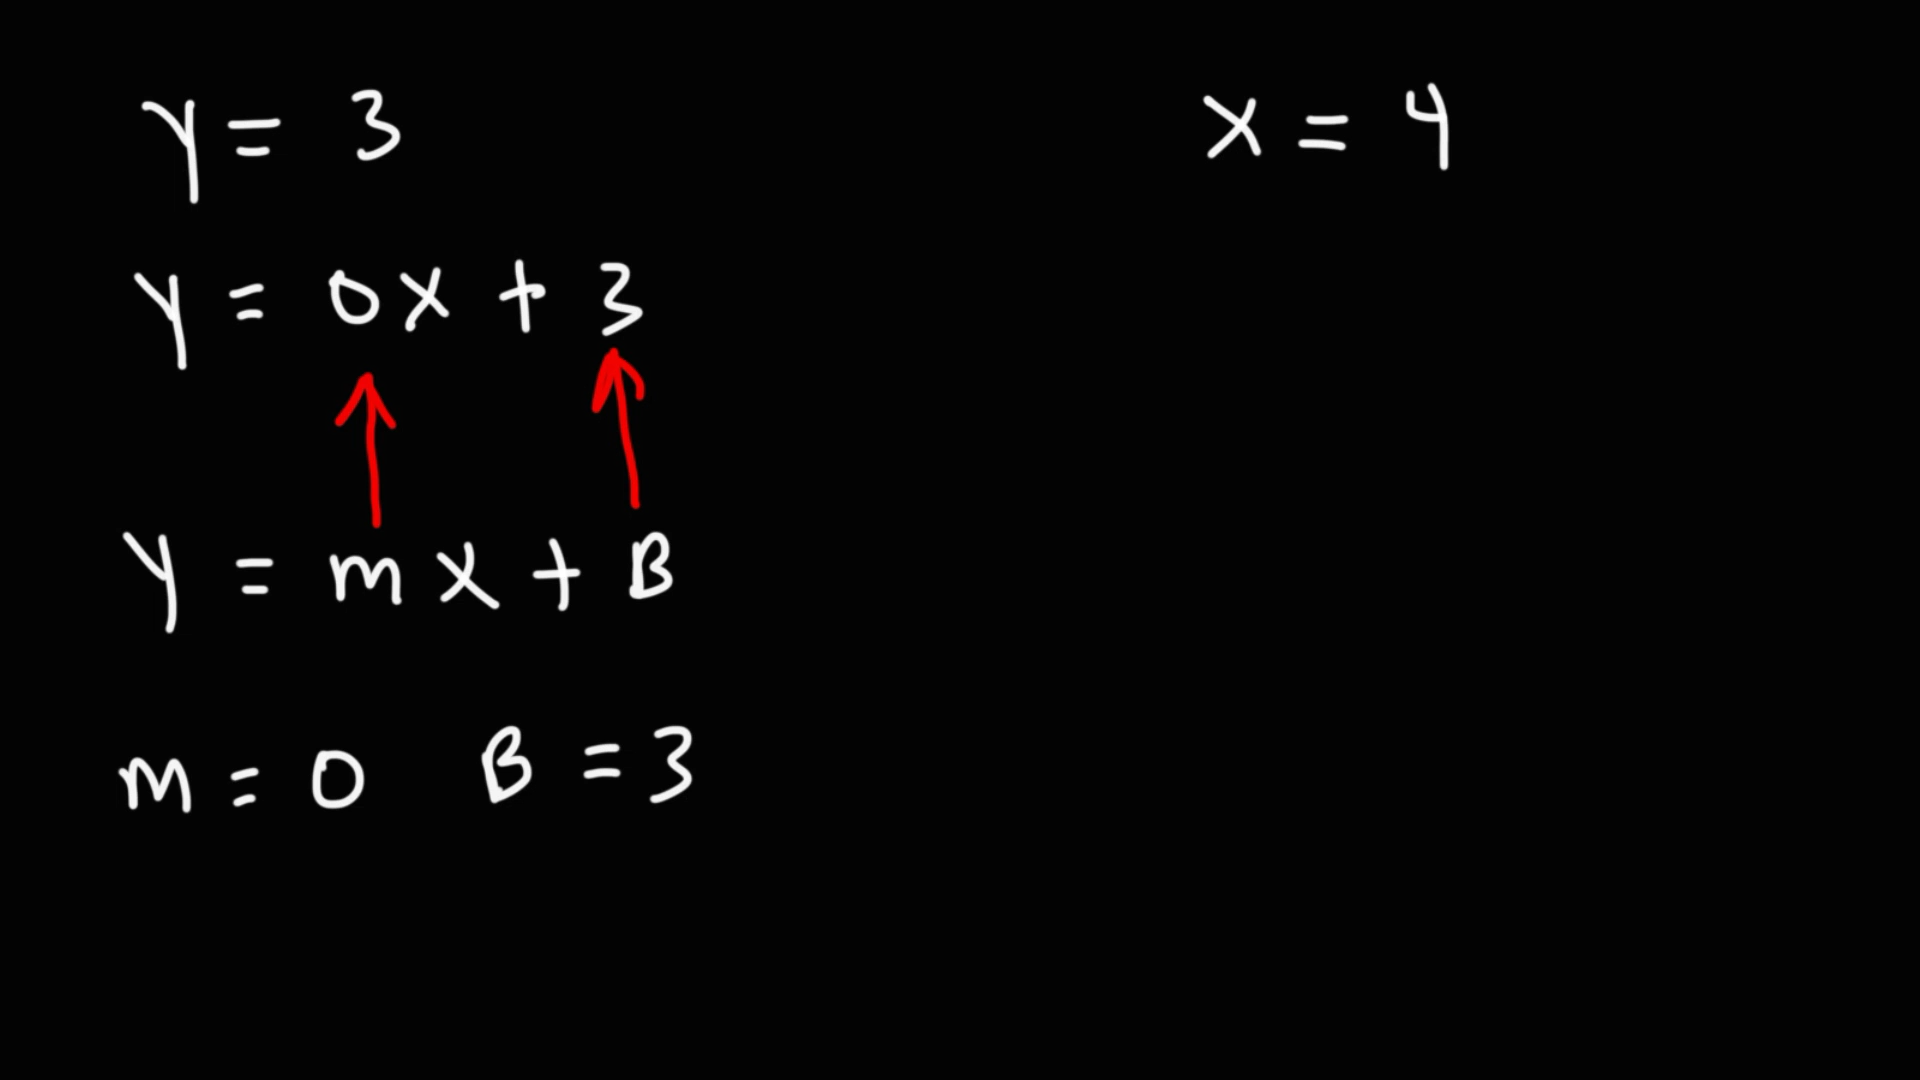 y = 3
x = 4
y = 0x + 3
y = mx + B
m = 0 B = 3